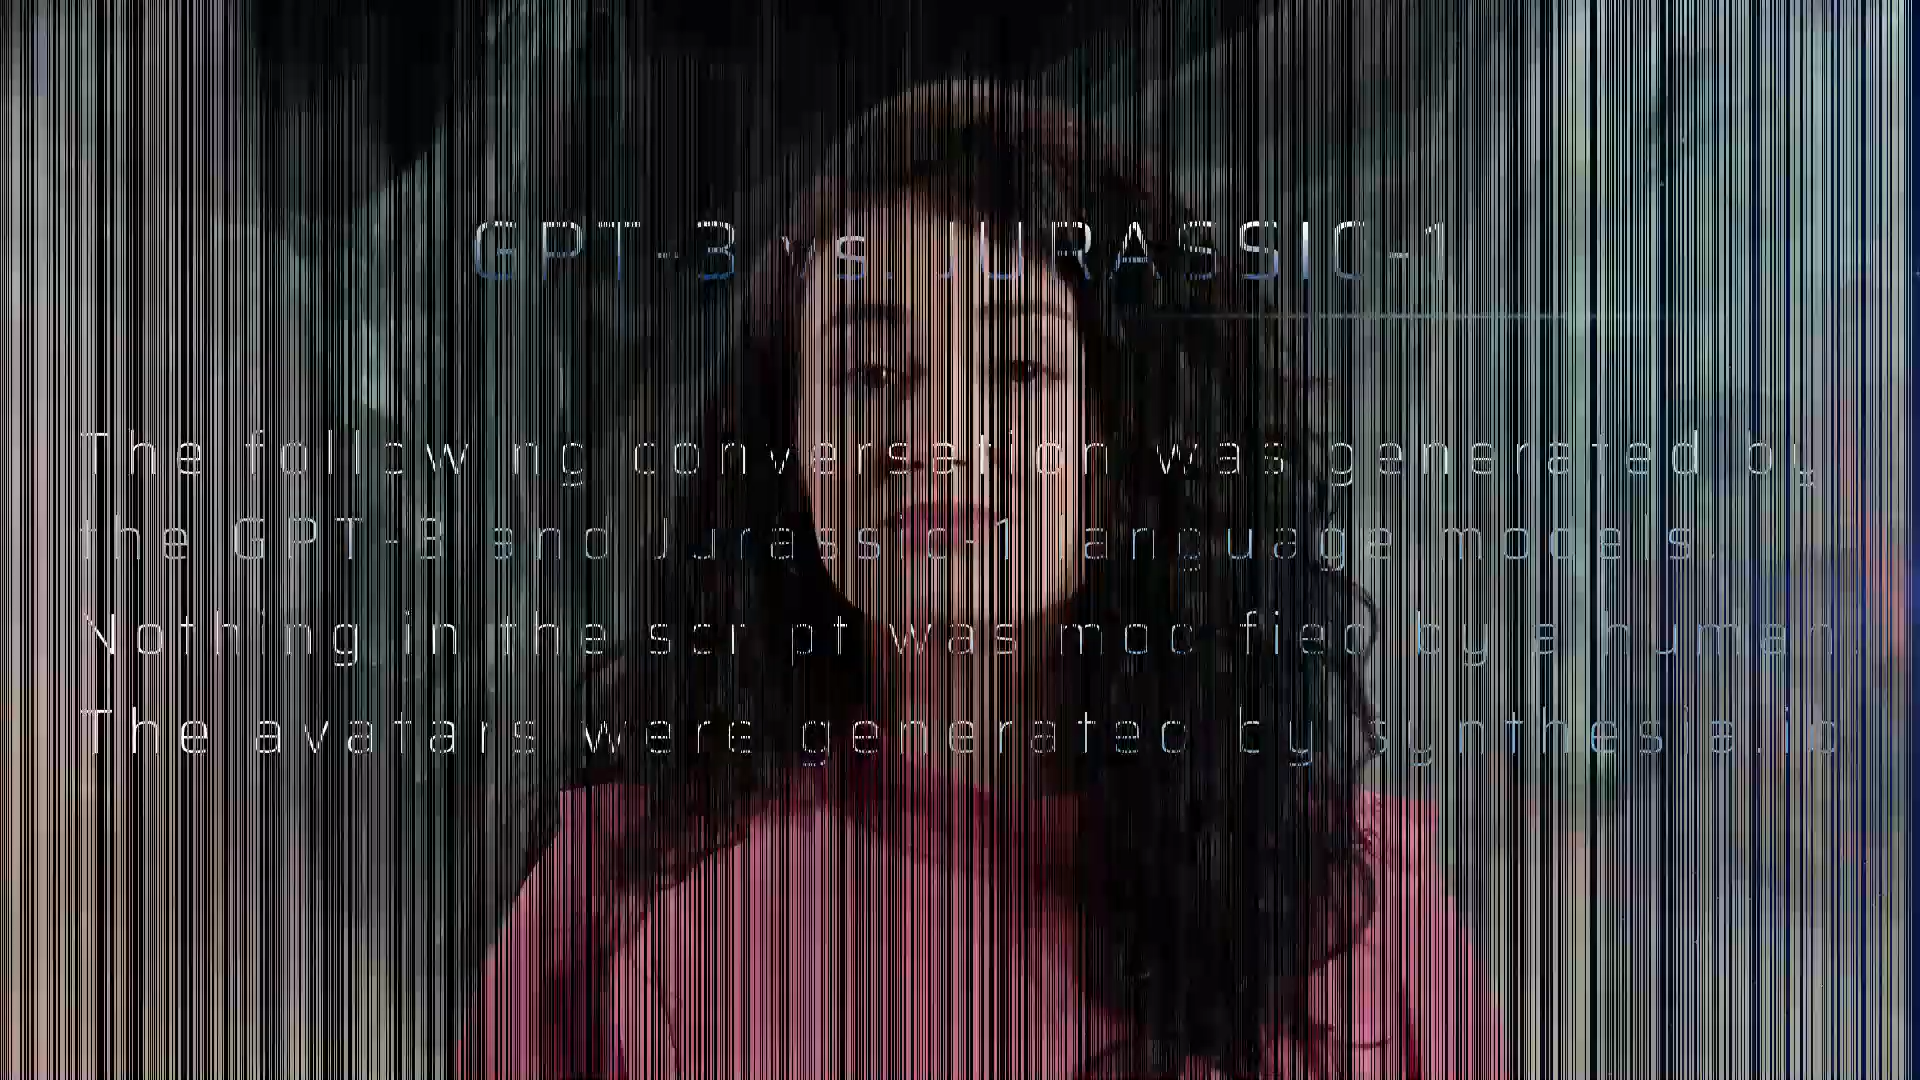 GPT-3 vs. JURASSIC-1
The following conversation was generated by
the GPT-3 and Jurassic-1 language models.
Nothing in the script was modified by a human.
The avatars were generated by synthesia.io